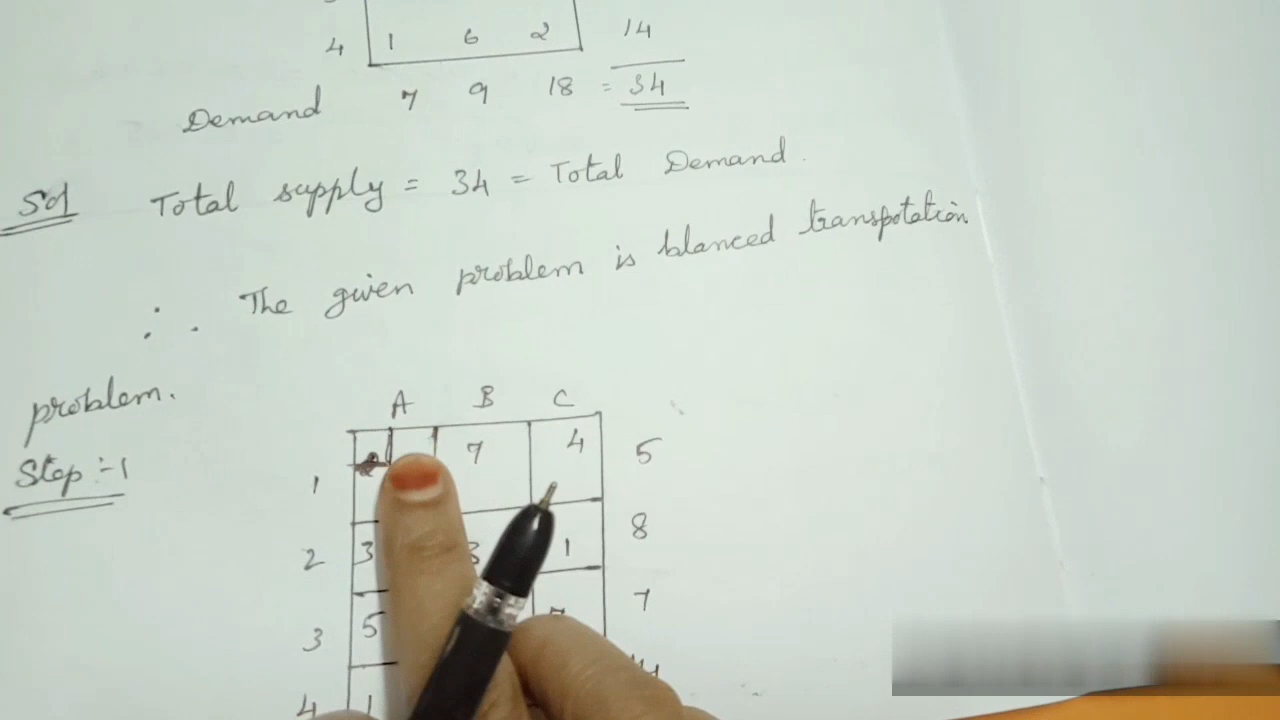 4 1 6 2 14
Demand 7 9 18 = 34
Sol Total supply = 34 = Total Demand.
∴ The given problem is blanced transpotation
problem.
Step :-1
A B C
1 2 7 4 5
2 3 3 1 8
3 5 7
4 1